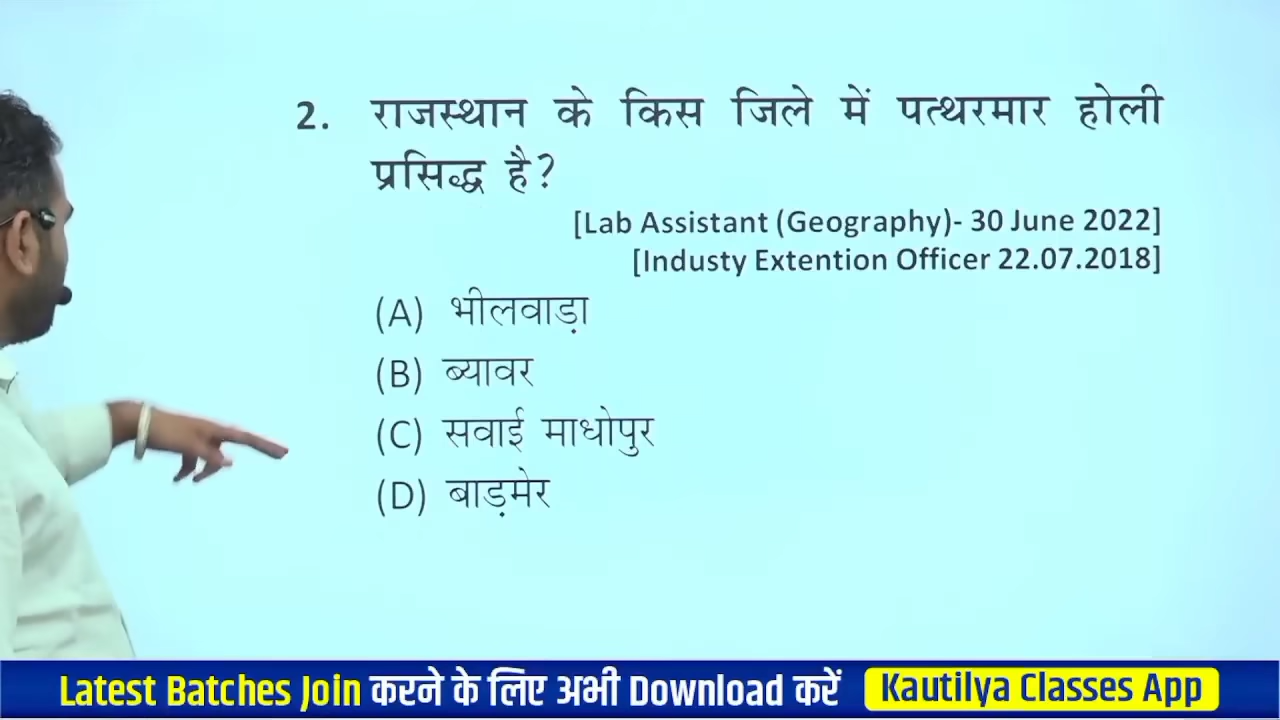 2. राजस्थान के किस जिले में पत्थरमार होली
प्रसिद्ध है?
[Lab Assistant (Geography)- 30 June 2022]
[Industy Extention Officer 22.07.2018]
(A) भीलवाड़ा
(B) ब्यावर
(C) सवाई माधोपुर
(D) बाड़मेर
Latest Batches Join करने के लिए अभी Download करें Kautilya Classes App